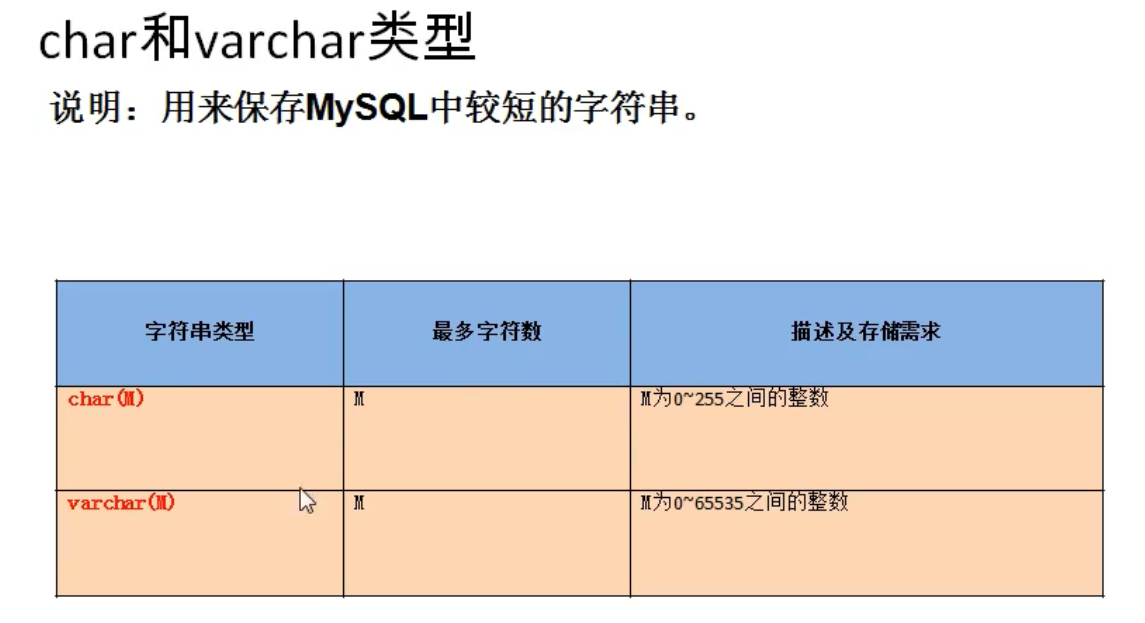 char和varchar类型
说明：用来保存MySQL中较短的字符串。
字符串类型 最多字符数 描述及存储需求
char(M) M M为0~255之间的整数
varchar(M) M M为0~65535之间的整数